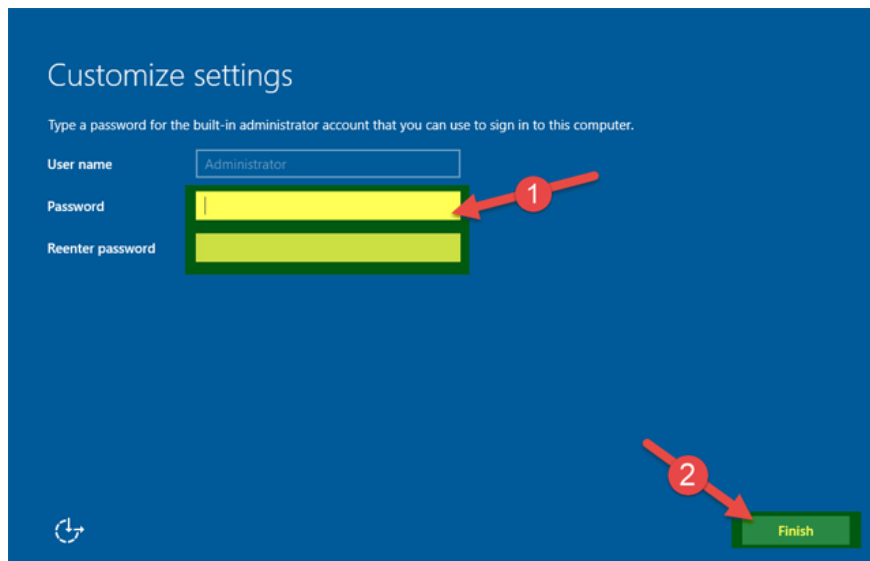 Customize settings
Type a password for the built-in administrator account that you can use to sign in to this computer.
User name Administrator
Password
1
Reenter password
2
Finish